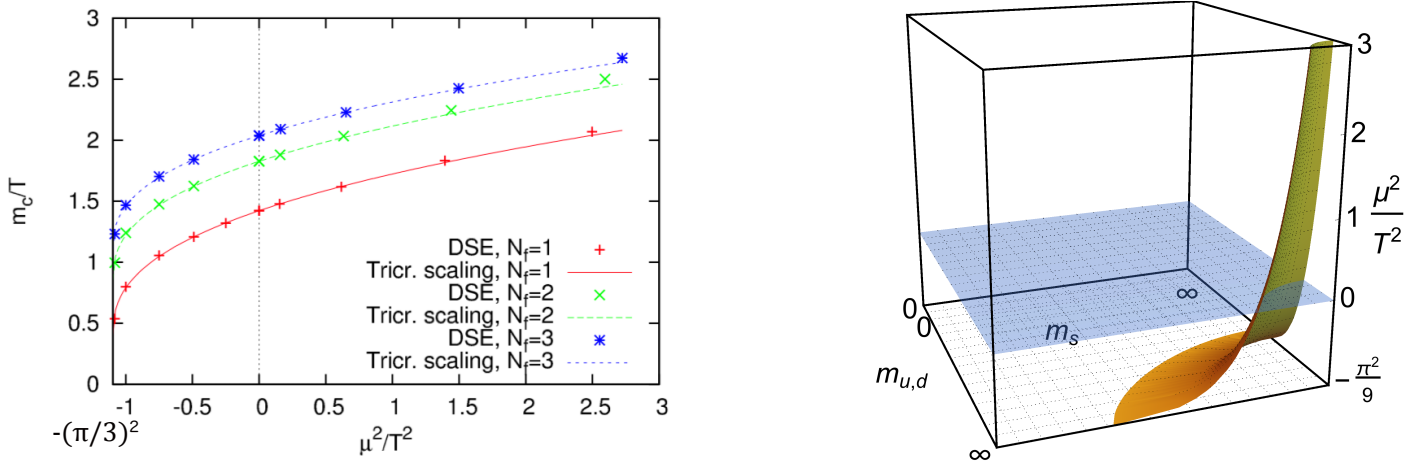 3
2.5
2
1.5
1
0.5
0
m_c/T
-1
-0.5
0
0.5
1
1.5
2
2.5
3
-(π/3)²
μ²/T²
DSE, N_f=1
Tricr. scaling, N_f=1
DSE, N_f=2
Tricr. scaling, N_f=2
DSE, N_f=3
Tricr. scaling, N_f=3
3
2
μ²
T²
1
0
-π²
9
0
0
∞
m_s
m_u,d
∞